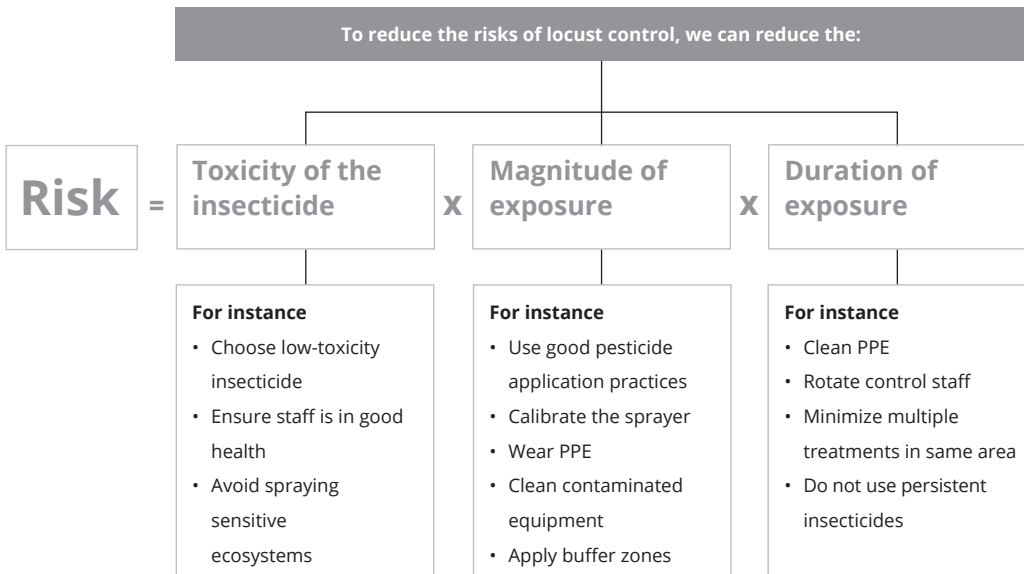 To reduce the risks of locust control, we can reduce the:
Risk
=
Toxicity of the
insecticide
x
Magnitude of
exposure
x
Duration of
exposure
For instance
• Choose low-toxicity
insecticide
• Ensure staff is in good
health
• Avoid spraying
sensitive
ecosystems
For instance
• Use good pesticide
application practices
• Calibrate the sprayer
• Wear PPE
• Clean contaminated
equipment
• Apply buffer zones
For instance
• Clean PPE
• Rotate control staff
• Minimize multiple
treatments in same area
• Do not use persistent
insecticides